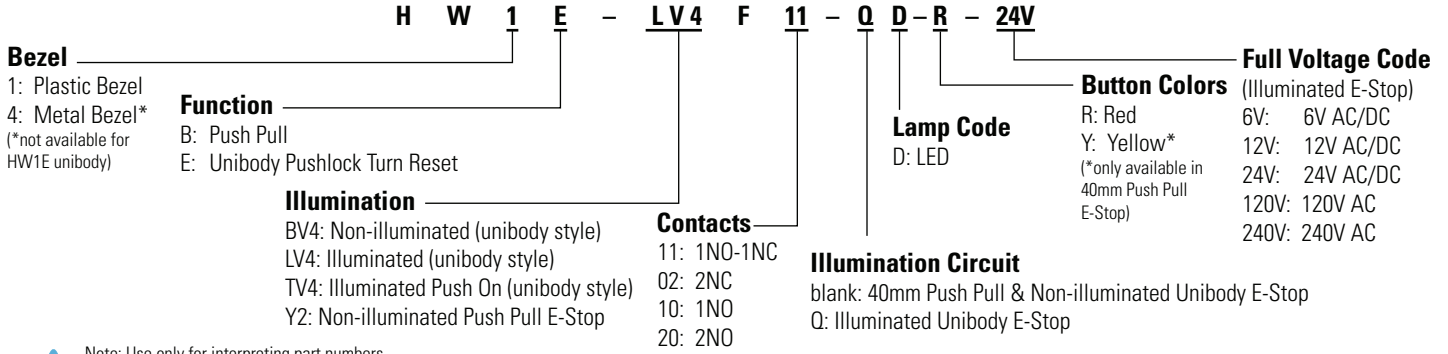 H W 1 E – LV4 F 11 – Q D – R – 24V
Bezel
1: Plastic Bezel
4: Metal Bezel*
(*not available for
HW1E unibody)
Function
B: Push Pull
E: Unibody Pushlock Turn Reset
Illumination
BV4: Non-illuminated (unibody style)
LV4: Illuminated (unibody style)
TV4: Illuminated Push On (unibody style)
Y2: Non-illuminated Push Pull E-Stop
Contacts
11: 1NO-1NC
02: 2NC
10: 1NO
20: 2NO
Illumination Circuit
blank: 40mm Push Pull & Non-illuminated Unibody E-Stop
Q: Illuminated Unibody E-Stop
Lamp Code
D: LED
Button Colors
R: Red
Y: Yellow*
(*only available in
40mm Push Pull
E-Stop)
Full Voltage Code
(Illuminated E-Stop)
6V: 6V AC/DC
12V: 12V AC/DC
24V: 24V AC/DC
120V: 120V AC
240V: 240V AC
Note: Use only for interpreting part numbers